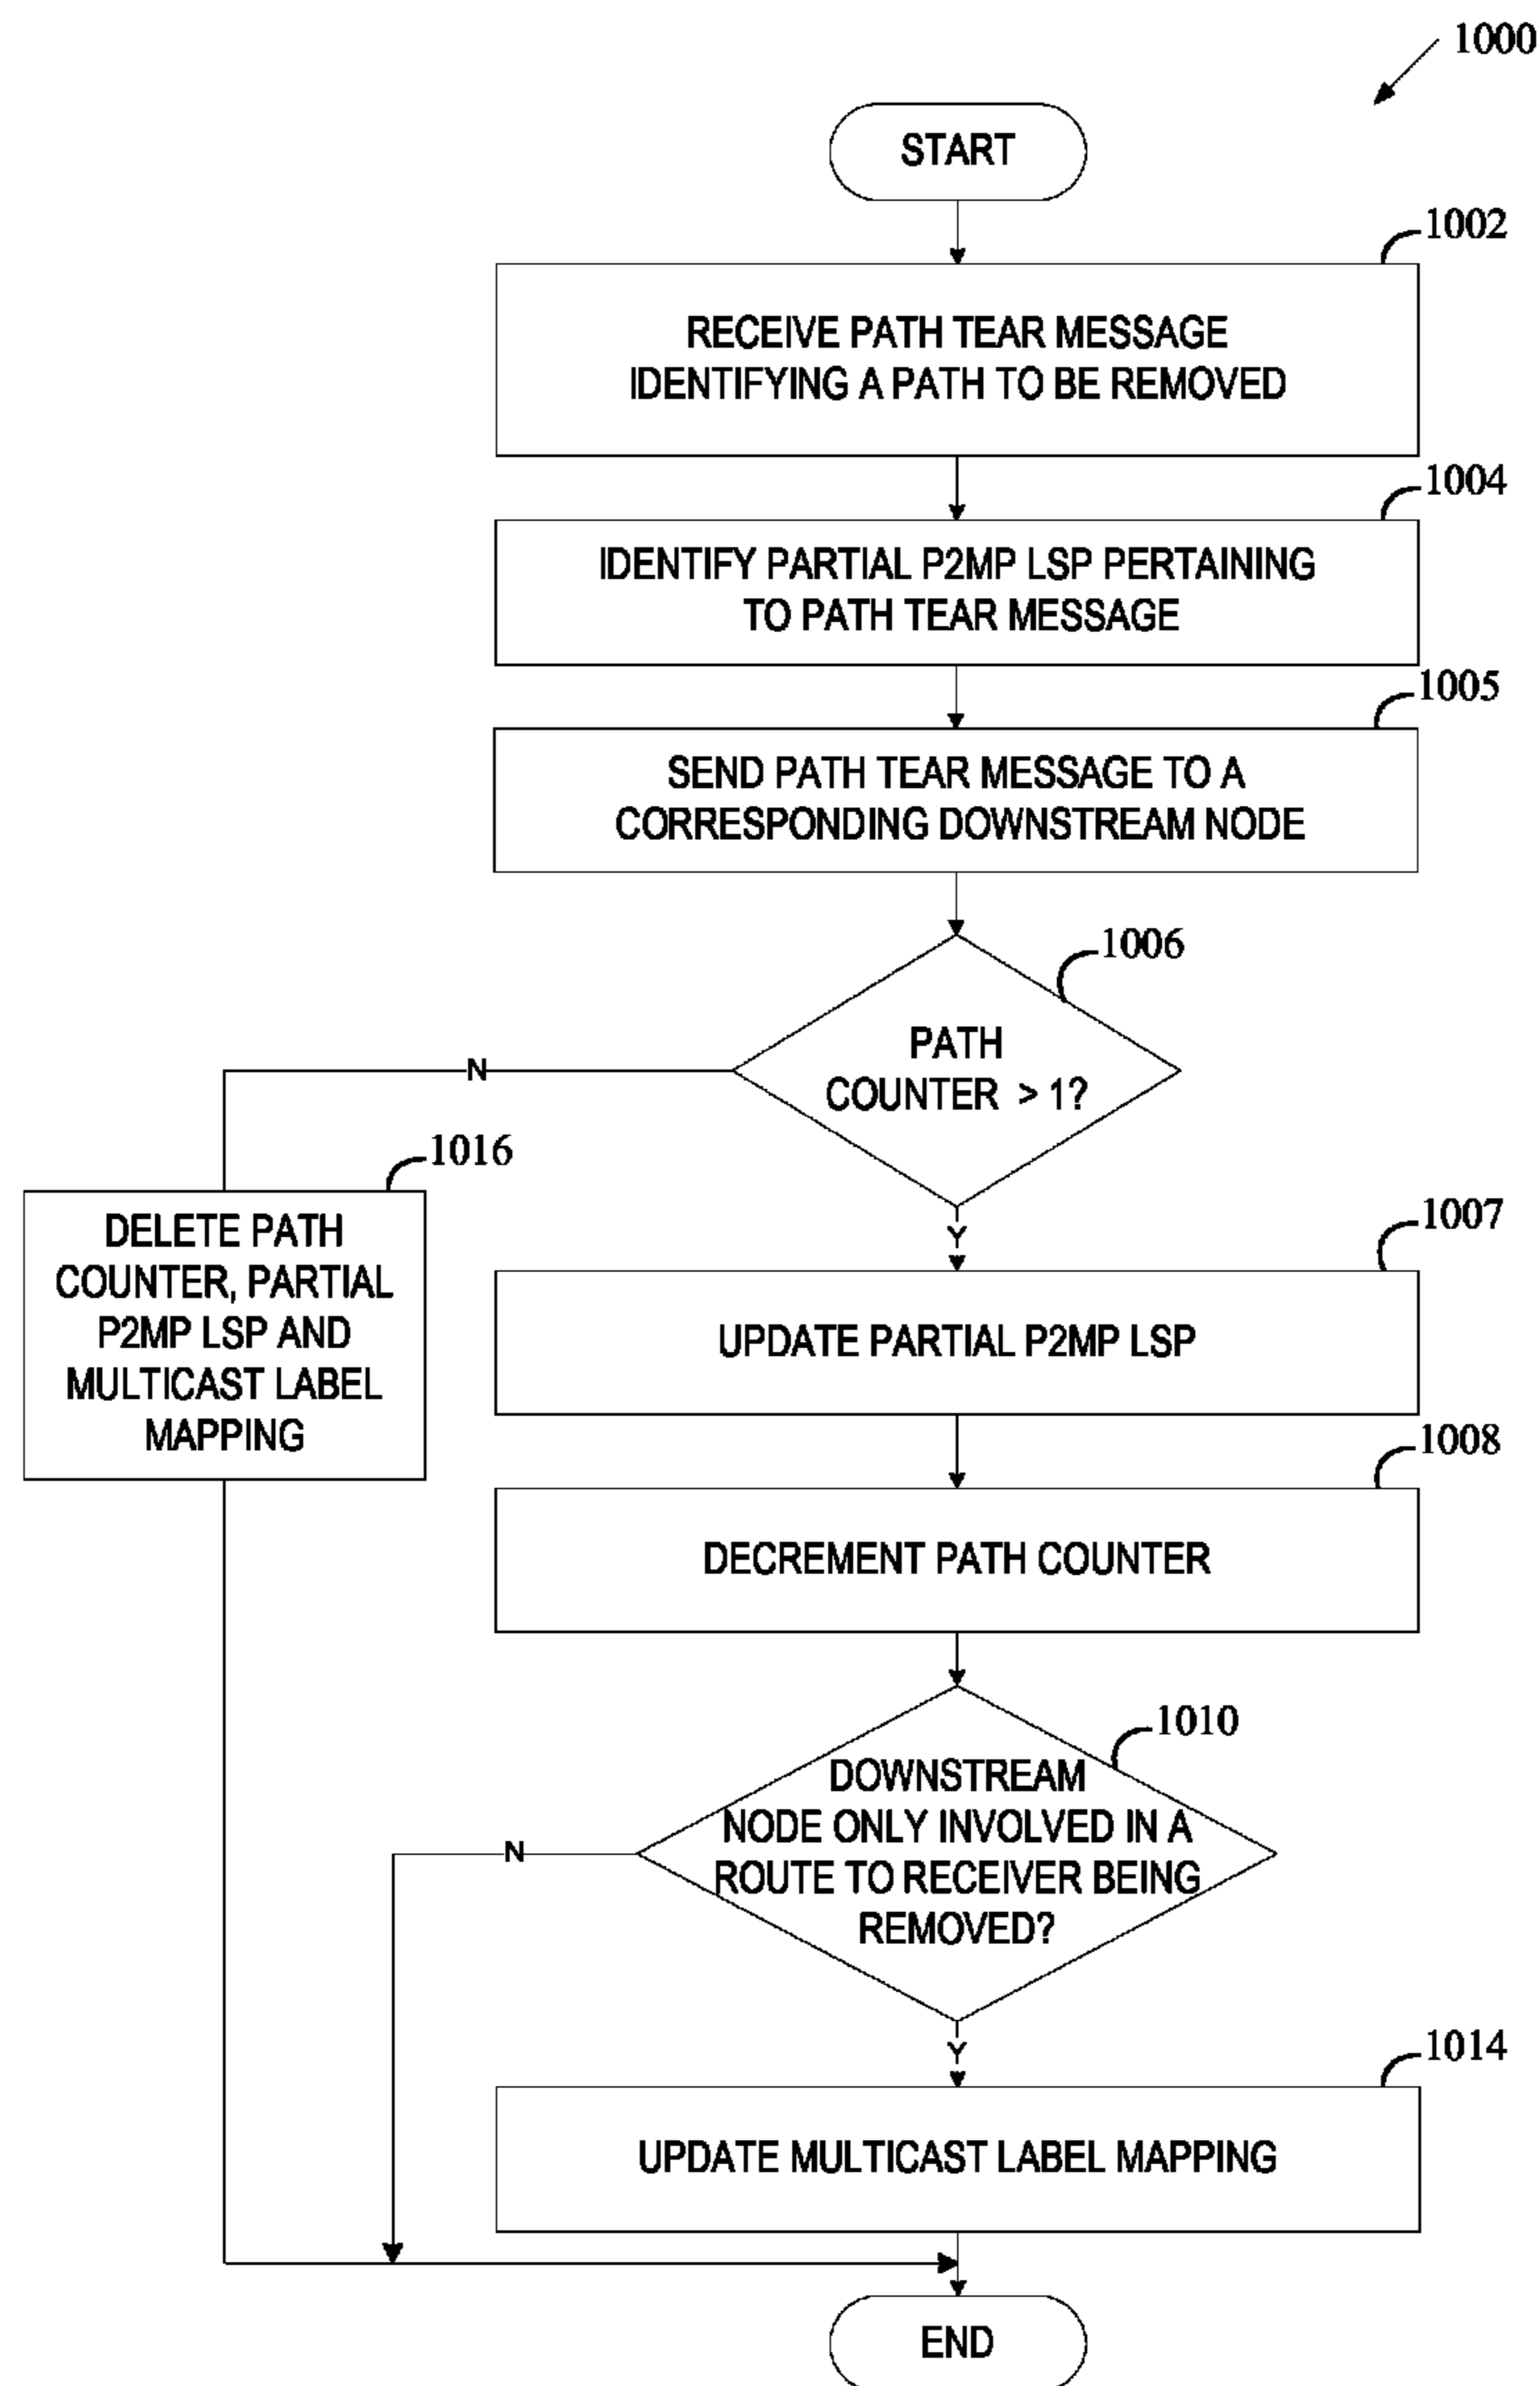 1000
START
1002
RECEIVE PATH TEAR MESSAGE
IDENTIFYING A PATH TO BE REMOVED
1004
IDENTIFY PARTIAL P2MP LSP PERTAINING
TO PATH TEAR MESSAGE
1005
SEND PATH TEAR MESSAGE TO A
CORRESPONDING DOWNSTREAM NODE
1006
PATH
COUNTER > 1?
N
Y
1016
DELETE PATH
COUNTER, PARTIAL
P2MP LSP AND
MULTICAST LABEL
MAPPING
1007
UPDATE PARTIAL P2MP LSP
1008
DECREMENT PATH COUNTER
1010
DOWNSTREAM
NODE ONLY INVOLVED IN A
ROUTE TO RECEIVER BEING
REMOVED?
N
Y
1014
UPDATE MULTICAST LABEL MAPPING
END